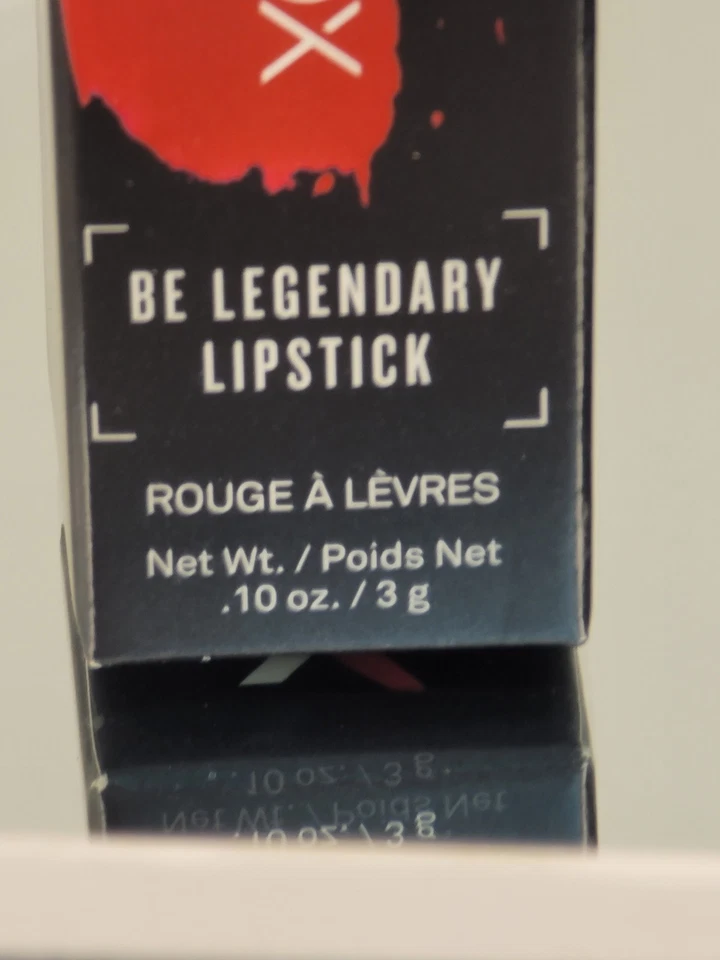 BE LEGENDARY
LIPSTICK
ROUGE À LÈVRES
Net Wt. / Poids Net
.10 oz. / 3 g